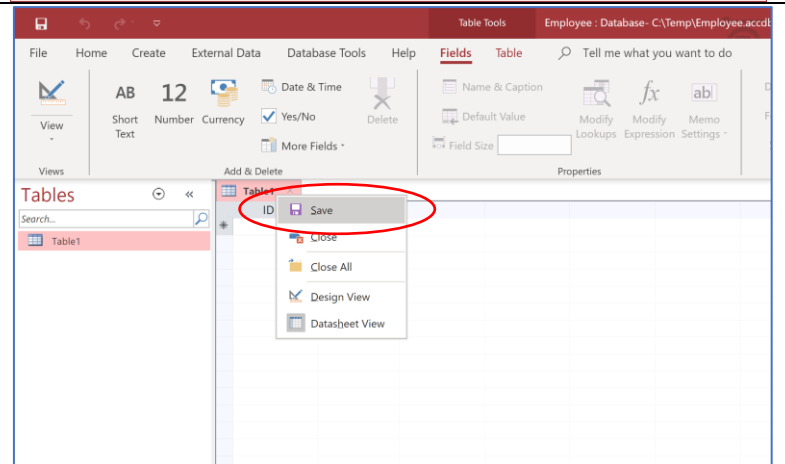 Table Tools Employee : Database- C:\Temp\Employee.accdb
File Home Create External Data Database Tools Help Fields Table Tell me what you want to do
View
Views
AB Short Text
12 Number
Currency
Date & Time
Yes/No
More Fields
Delete
Add & Delete
Name & Caption
Default Value
Field Size
Modify Lookups
fx Modify Expression
ab Memo Settings
Properties
Tables
Search...
Table1
Table1
ID
Save
Close
Close All
Design View
Datasheet View